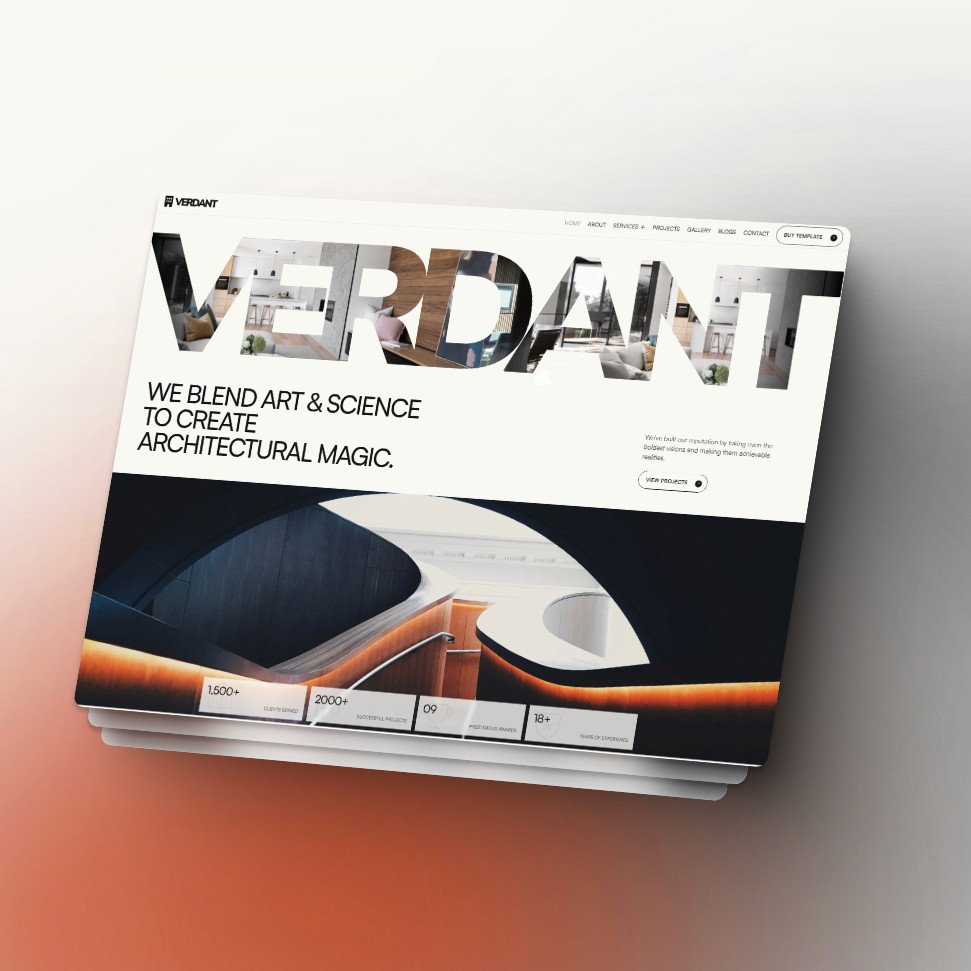 VERDANT
HOME ABOUT SERVICES + PROJECTS GALLERY BLOGS CONTACT BUY TEMPLATE
VERDANT
WE BLEND ART & SCIENCE
TO CREATE
ARCHITECTURAL MAGIC.
We've built our reputation by taking even the
boldest visions and making them achievable
realities.
VIEW PROJECTS
1,500+
CLIENTS SERVED
2000+
SUCCESSFUL PROJECTS
09
PRESTIGIOUS AWARDS
18+
YEARS OF EXPERIENCE